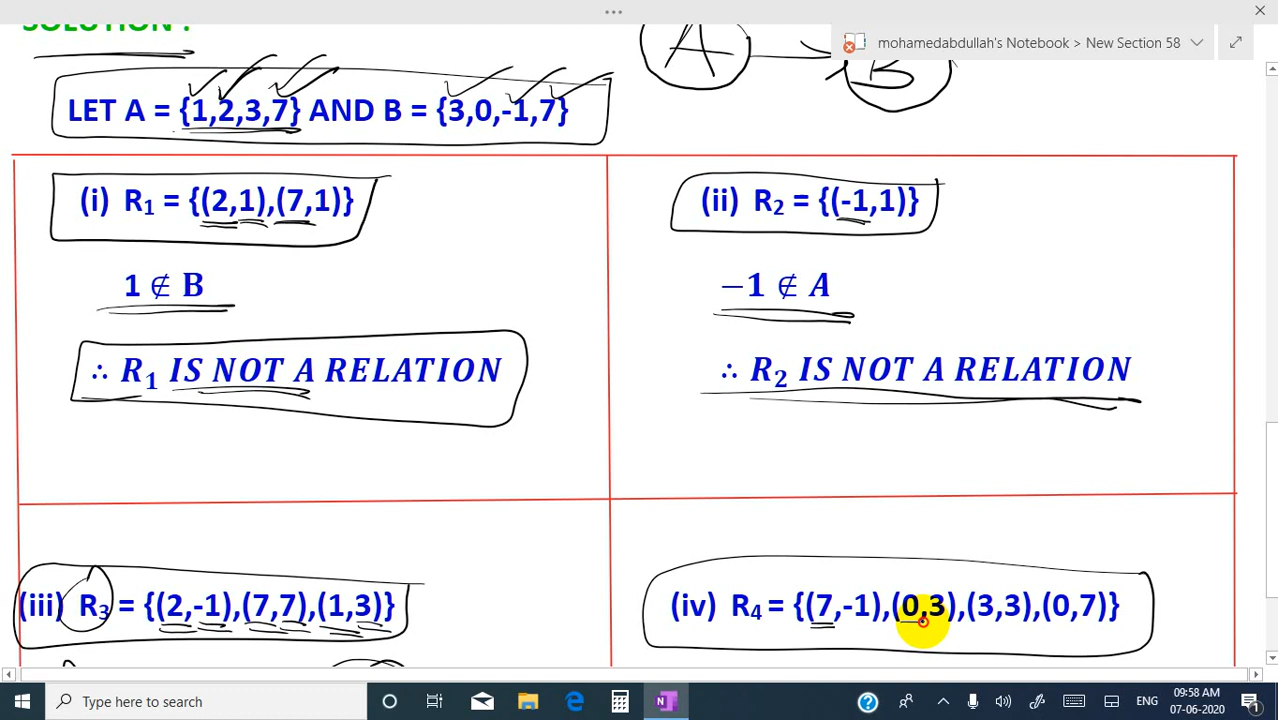 SOLUTION :
mohamedabdullah's Notebook > New Section 58
A
B
LET A = {1,2,3,7} AND B = {3,0,-1,7}
(i) R₁ = {(2,1),(7,1)}
(ii) R₂ = {(-1,1)}
1 ∉ B
−1 ∉ A
∴ R₁ IS NOT A RELATION
∴ R₂ IS NOT A RELATION
(iii) R₃ = {(2,-1),(7,7),(1,3)}
(iv) R₄ = {(7,-1),(0,3),(3,3),(0,7)}
Type here to search
ENG
09:58 AM
07-06-2020